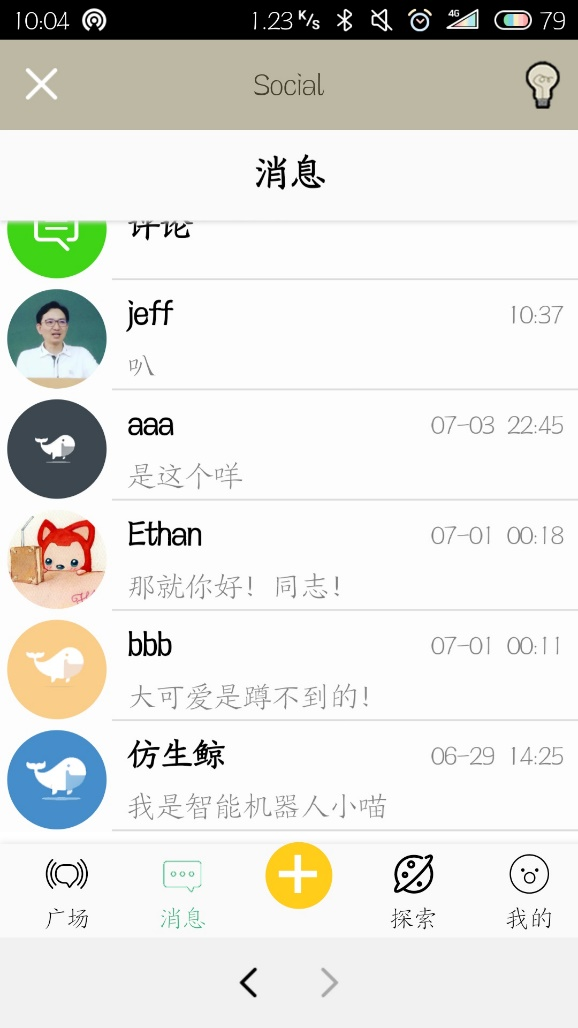 10:04 1.23 K/s 4G 79
Social
消息
评论
jeff 10:37
叭
aaa 07-03 22:45
是这个咩
Ethan 07-01 00:18
那就你好！同志！
bbb 07-01 00:11
大可爱是蹲不到的！
仿生鲸 06-29 14:25
我是智能机器人小喵
广场 消息 探索 我的